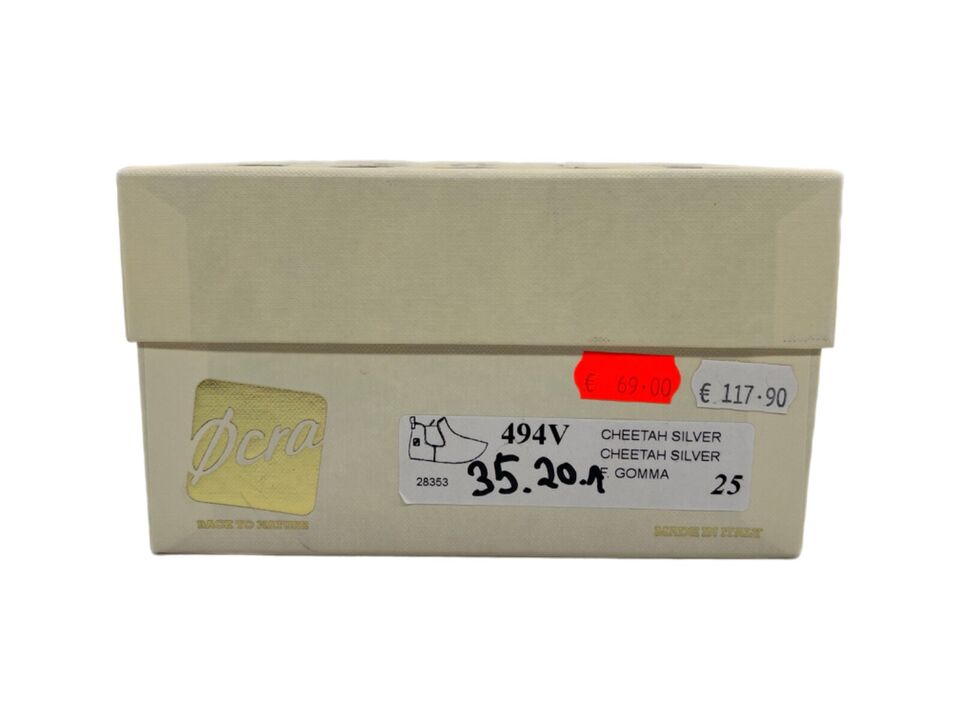 € 69.00
€ 117.90
Ocra
BACK TO NATURE
494V
CHEETAH SILVER
CHEETAH SILVER
F. GOMMA
28353
35.20.1
25
MADE IN ITALY